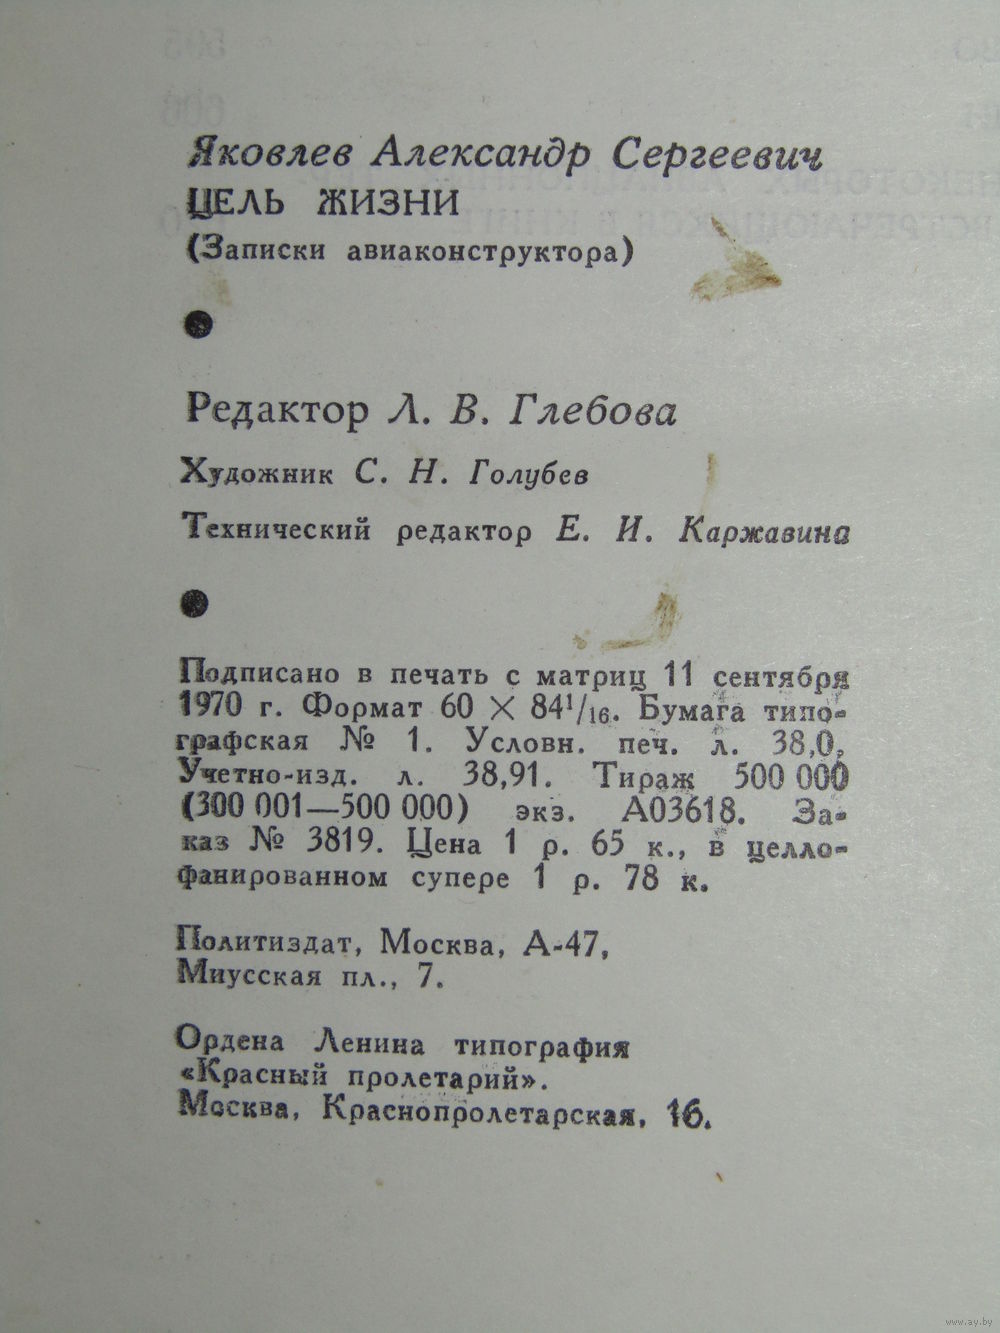 Яковлев Александр Сергеевич
ЦЕЛЬ ЖИЗНИ
(Записки авиаконструктора)
Редактор Л. В. Глебова
Художник С. Н. Голубев
Технический редактор Е. И. Каржавина
Подписано в печать с матриц 11 сентября
1970 г. Формат 60 × 84¹/₁₆. Бумага типо-
графская № 1. Условн. печ. л. 38,0.
Учетно-изд. л. 38,91. Тираж 500 000
(300 001—500 000) экз. А03618. За-
каз № 3819. Цена 1 р. 65 к., в целло-
фанированном супере 1 р. 78 к.
Политиздат, Москва, А-47,
Миусская пл., 7.
Ордена Ленина типография
«Красный пролетарий».
Москва, Краснопролетарская, 16.
www.ay.by